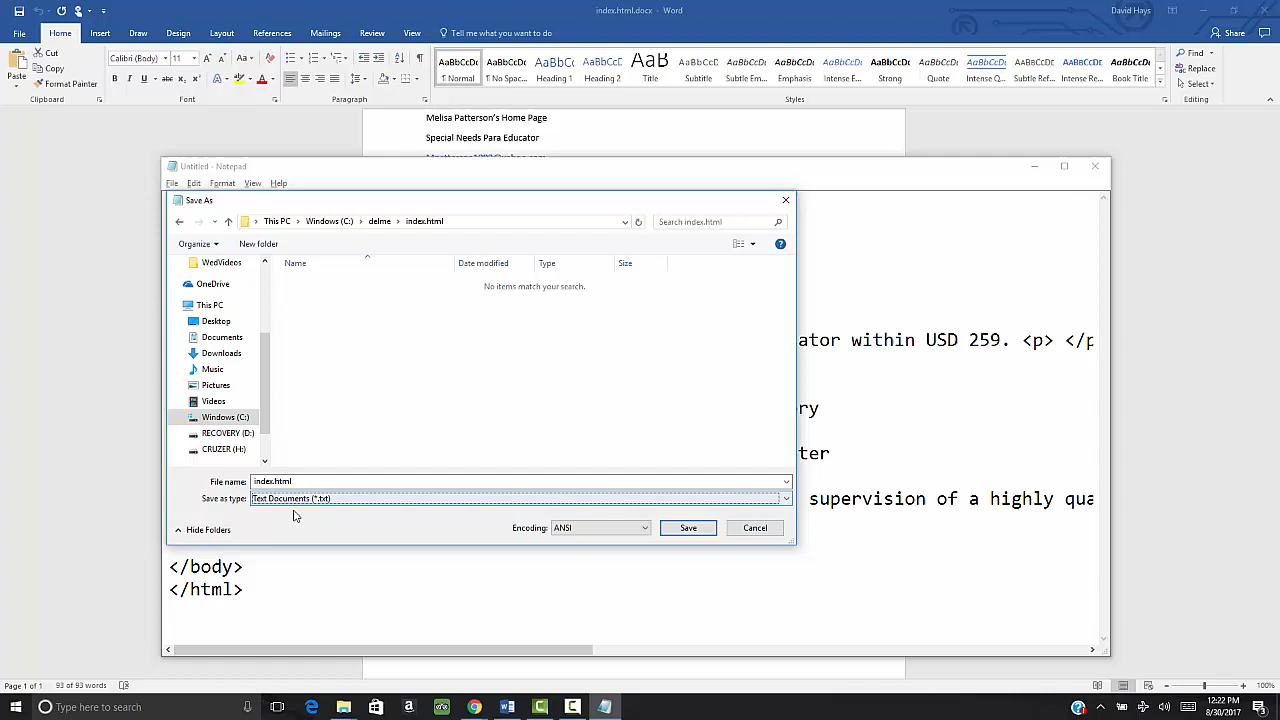 index.html.docx - Word
David Hays
File Home Insert Draw Design Layout References Mailings Review View Tell me what you want to do Share
Paste Cut Copy Format Painter
Calibri (Body) 11
AaBbCcDc AaBbCcDc AaBbC( AaBbCcC AaB AaBbCcD AaBbCcDc AaBbCcDc AaBbCcDc AaBbCcDc AaBbCcDc AaBbCcDc AaBbCcDc AaBbCcDc
¶ Normal ¶ No Spac... Heading 1 Heading 2 Title Subtitle Subtle Em... Emphasis Intense E... Strong Quote Intense Q... Subtle Ref... Intense Re... Book Title
Find Replace Select
Clipboard Font Paragraph Styles Editing
Melisa Patterson's Home Page
Special Needs Para Educator
Untitled - Notepad
File Edit Format View Help
Save As
This PC > Windows (C:) > delme > index.html
Search index.html
Organize New folder
Name Date modified Type Size
No items match your search.
WedVideos
OneDrive
This PC
Desktop
Documents
Downloads
Music
Pictures
Videos
Windows (C:)
RECOVERY (D:)
CRUZER (H:)
File name: index.html
Save as type: Text Documents (*.txt)
Hide Folders
Encoding: ANSI
Save Cancel
ator within USD 259. <p> </p
ry
ter
supervision of a highly qua
</body>
</html>
Page 1 of 1 93 of 93 words
100%
Type here to search
12:22 PM
8/30/2017